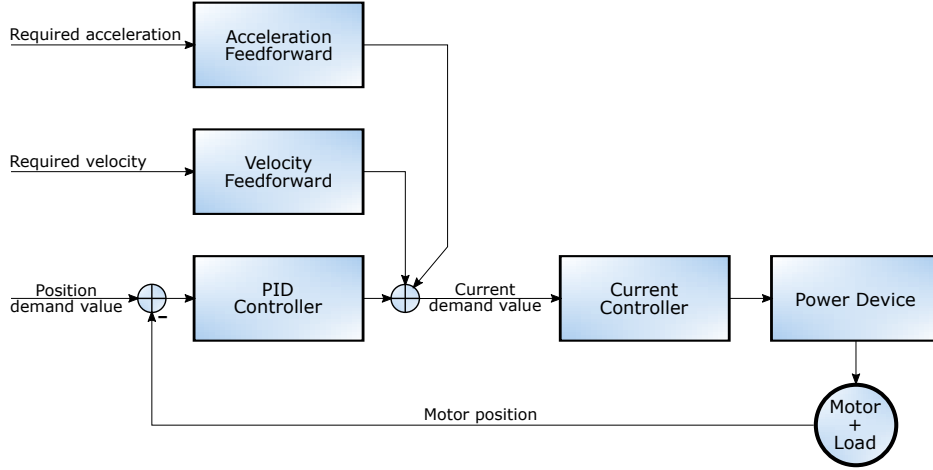 Required acceleration
Acceleration
Feedforward
Required velocity
Velocity
Feedforward
Position
demand value
-
PID
Controller
Current
demand value
Current
Controller
Power Device
Motor position
Motor
+
Load